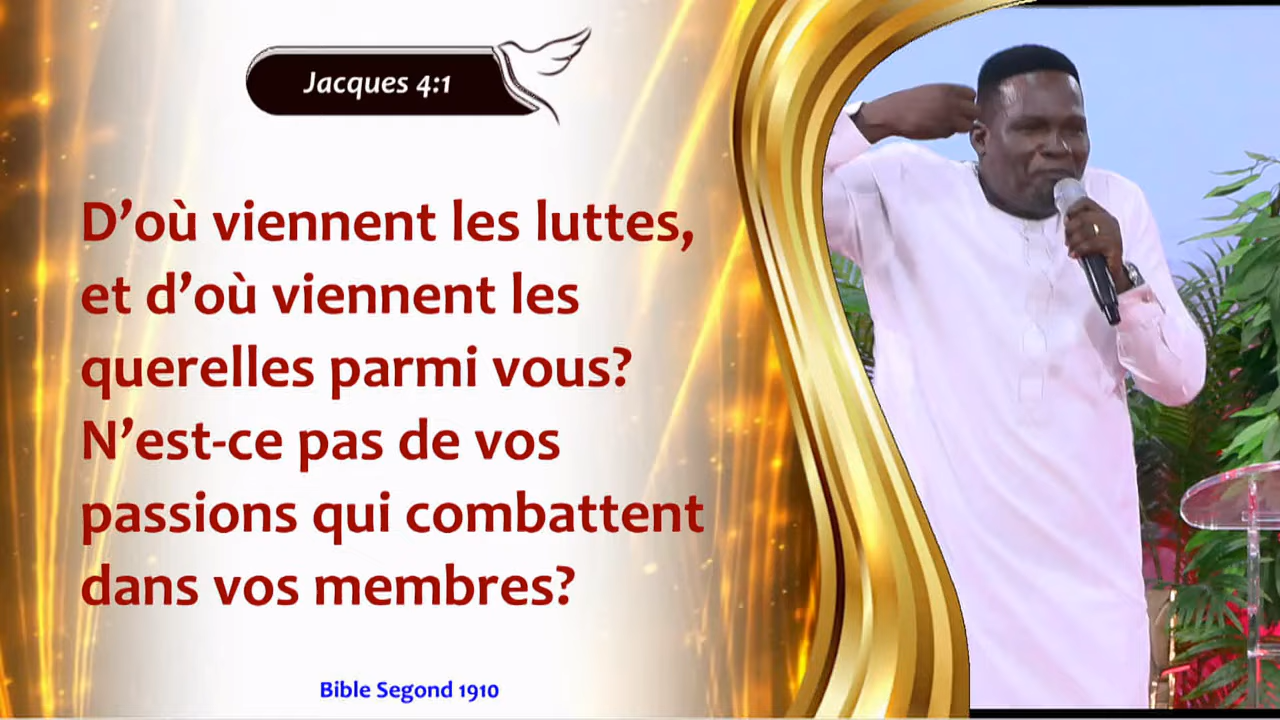 Jacques 4:1
D’où viennent les luttes,
et d’où viennent les
querelles parmi vous?
N’est-ce pas de vos
passions qui combattent
dans vos membres?
Bible Segond 1910